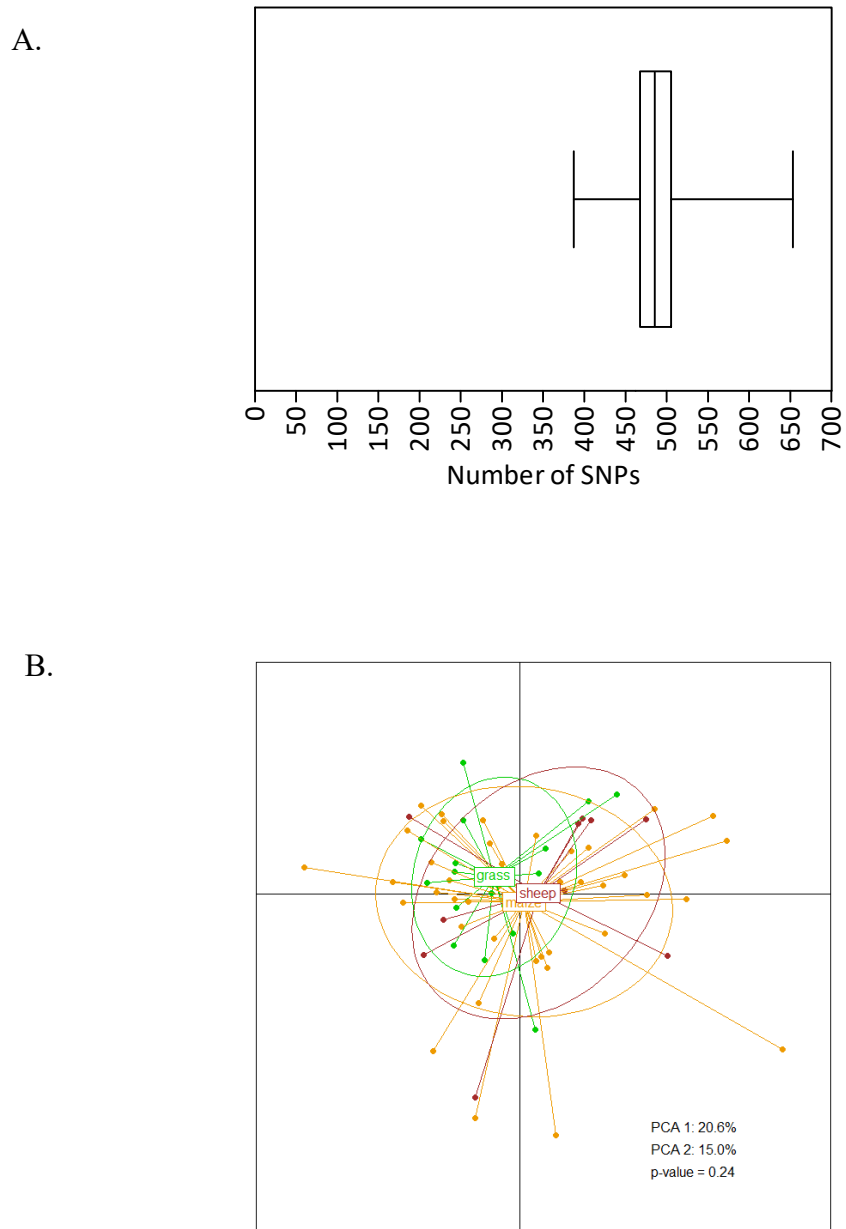 A.
0 50 100 150 200 250 300 350 400 450 500 550 600 650 700
Number of SNPs
B.
grass
sheep
maize
PCA 1: 20.6%
PCA 2: 15.0%
p-value = 0.24